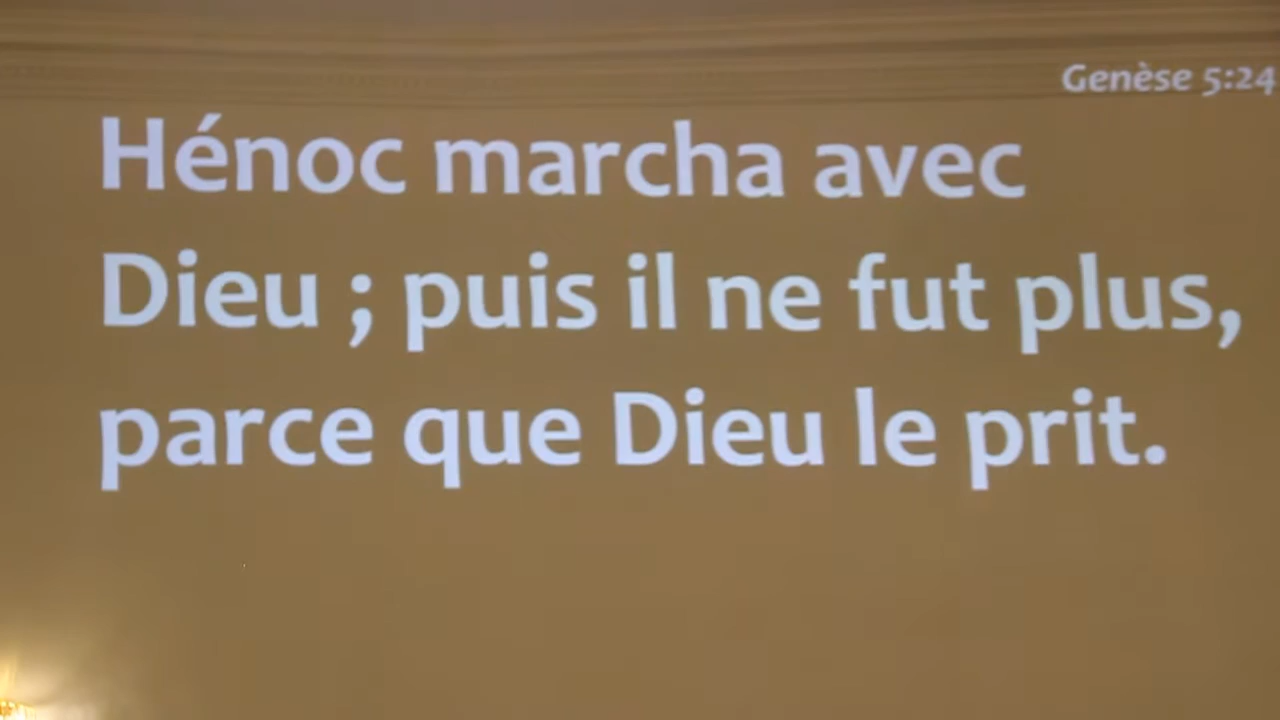 Genèse 5:24
Hénoc marcha avec
Dieu ; puis il ne fut plus,
parce que Dieu le prit.